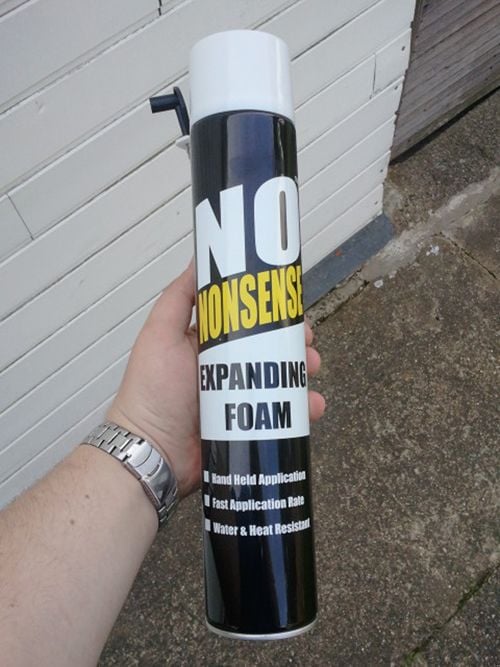 NO
NONSENSE
EXPANDING
FOAM
Hand Held Application
Fast Application Rate
Water & Heat Resistant